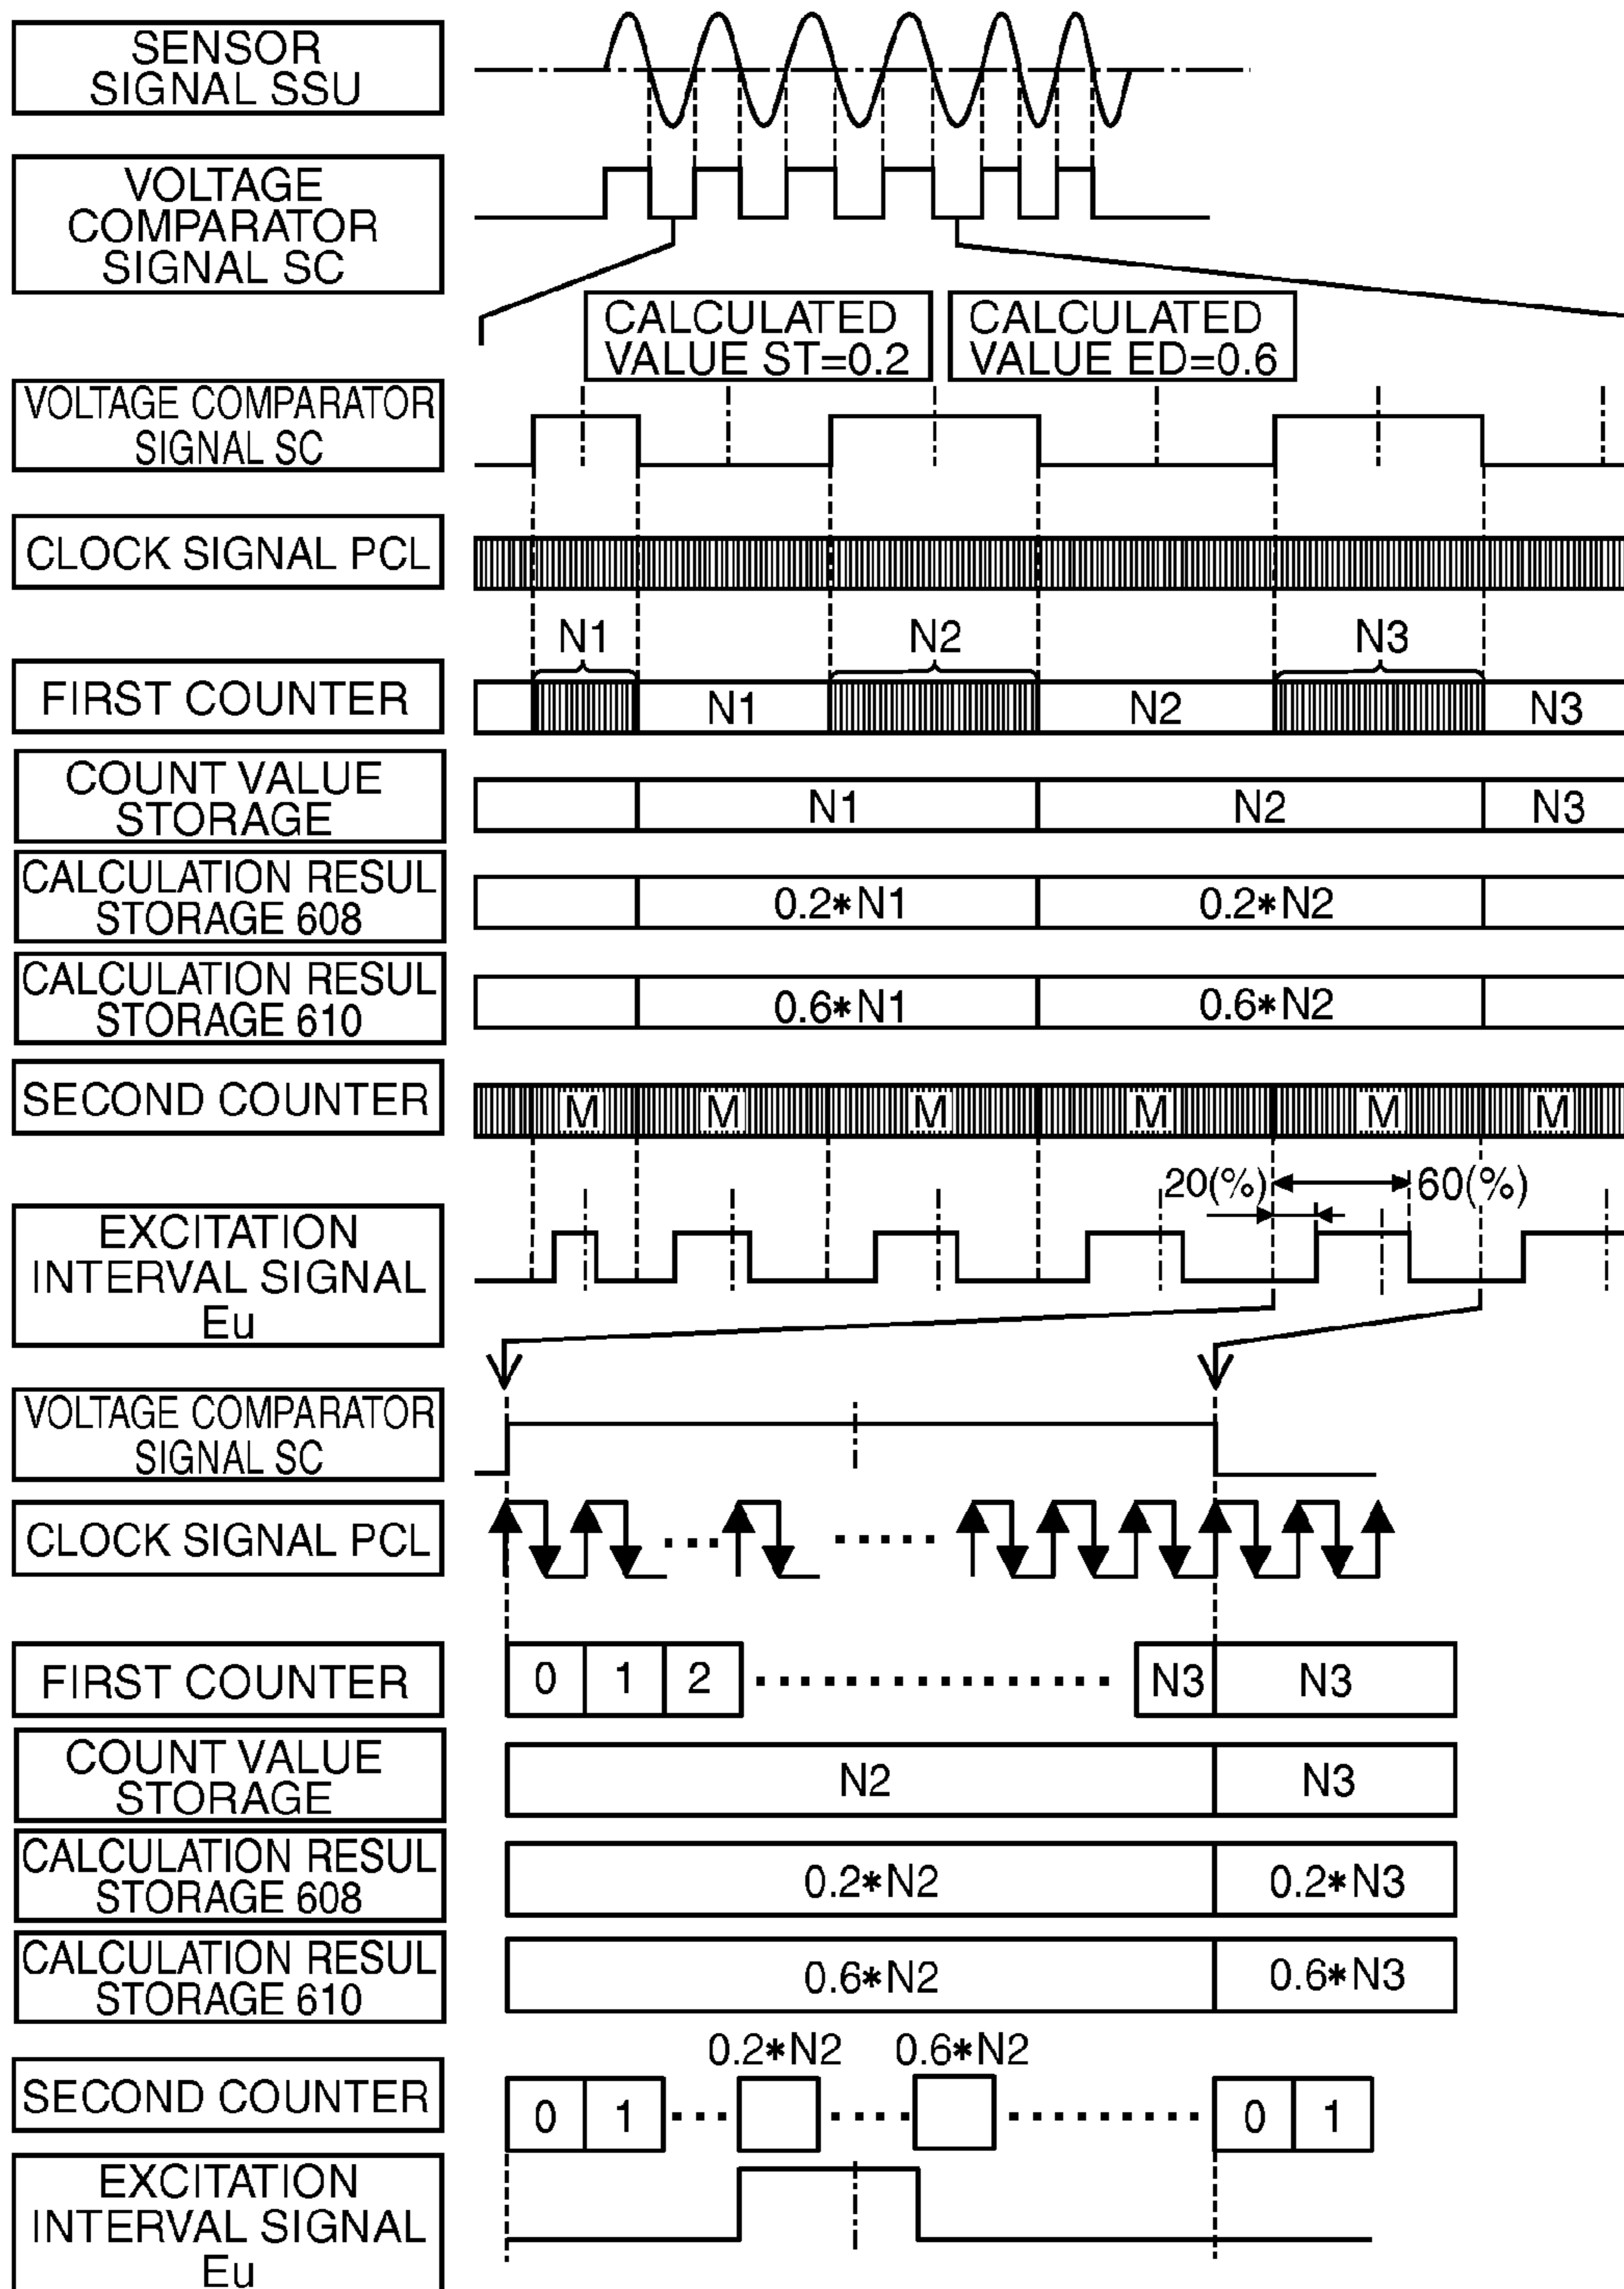 SENSOR
SIGNAL SSU
VOLTAGE
COMPARATOR
SIGNAL SC
CALCULATED
VALUE ST=0.2
CALCULATED
VALUE ED=0.6
VOLTAGE COMPARATOR
SIGNAL SC
CLOCK SIGNAL PCL
N1 N2 N3
FIRST COUNTER
N1 N2 N3
COUNT VALUE
STORAGE
N1 N2 N3
CALCULATION RESUL
STORAGE 608
0.2*N1 0.2*N2
CALCULATION RESUL
STORAGE 610
0.6*N1 0.6*N2
SECOND COUNTER
M M M M M M
20(%) 60(%)
EXCITATION
INTERVAL SIGNAL
Eu
VOLTAGE COMPARATOR
SIGNAL SC
CLOCK SIGNAL PCL
FIRST COUNTER
0 1 2 N3 N3
COUNT VALUE
STORAGE
N2 N3
CALCULATION RESUL
STORAGE 608
0.2*N2 0.2*N3
CALCULATION RESUL
STORAGE 610
0.6*N2 0.6*N3
0.2*N2 0.6*N2
SECOND COUNTER
0 1 0 1
EXCITATION
INTERVAL SIGNAL
Eu